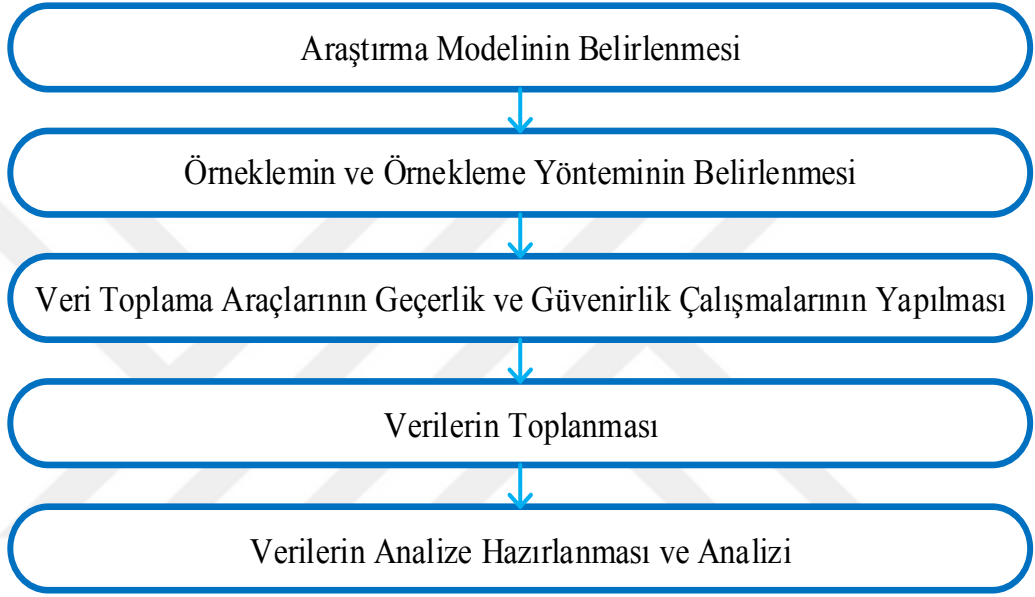 Araştırma Modelinin Belirlenmesi
Örneklemin ve Örnekleme Yönteminin Belirlenmesi
Veri Toplama Araçlarının Geçerlik ve Güvenirlik Çalışmalarının Yapılması
Verilerin Toplanması
Verilerin Analize Hazırlanması ve Analizi